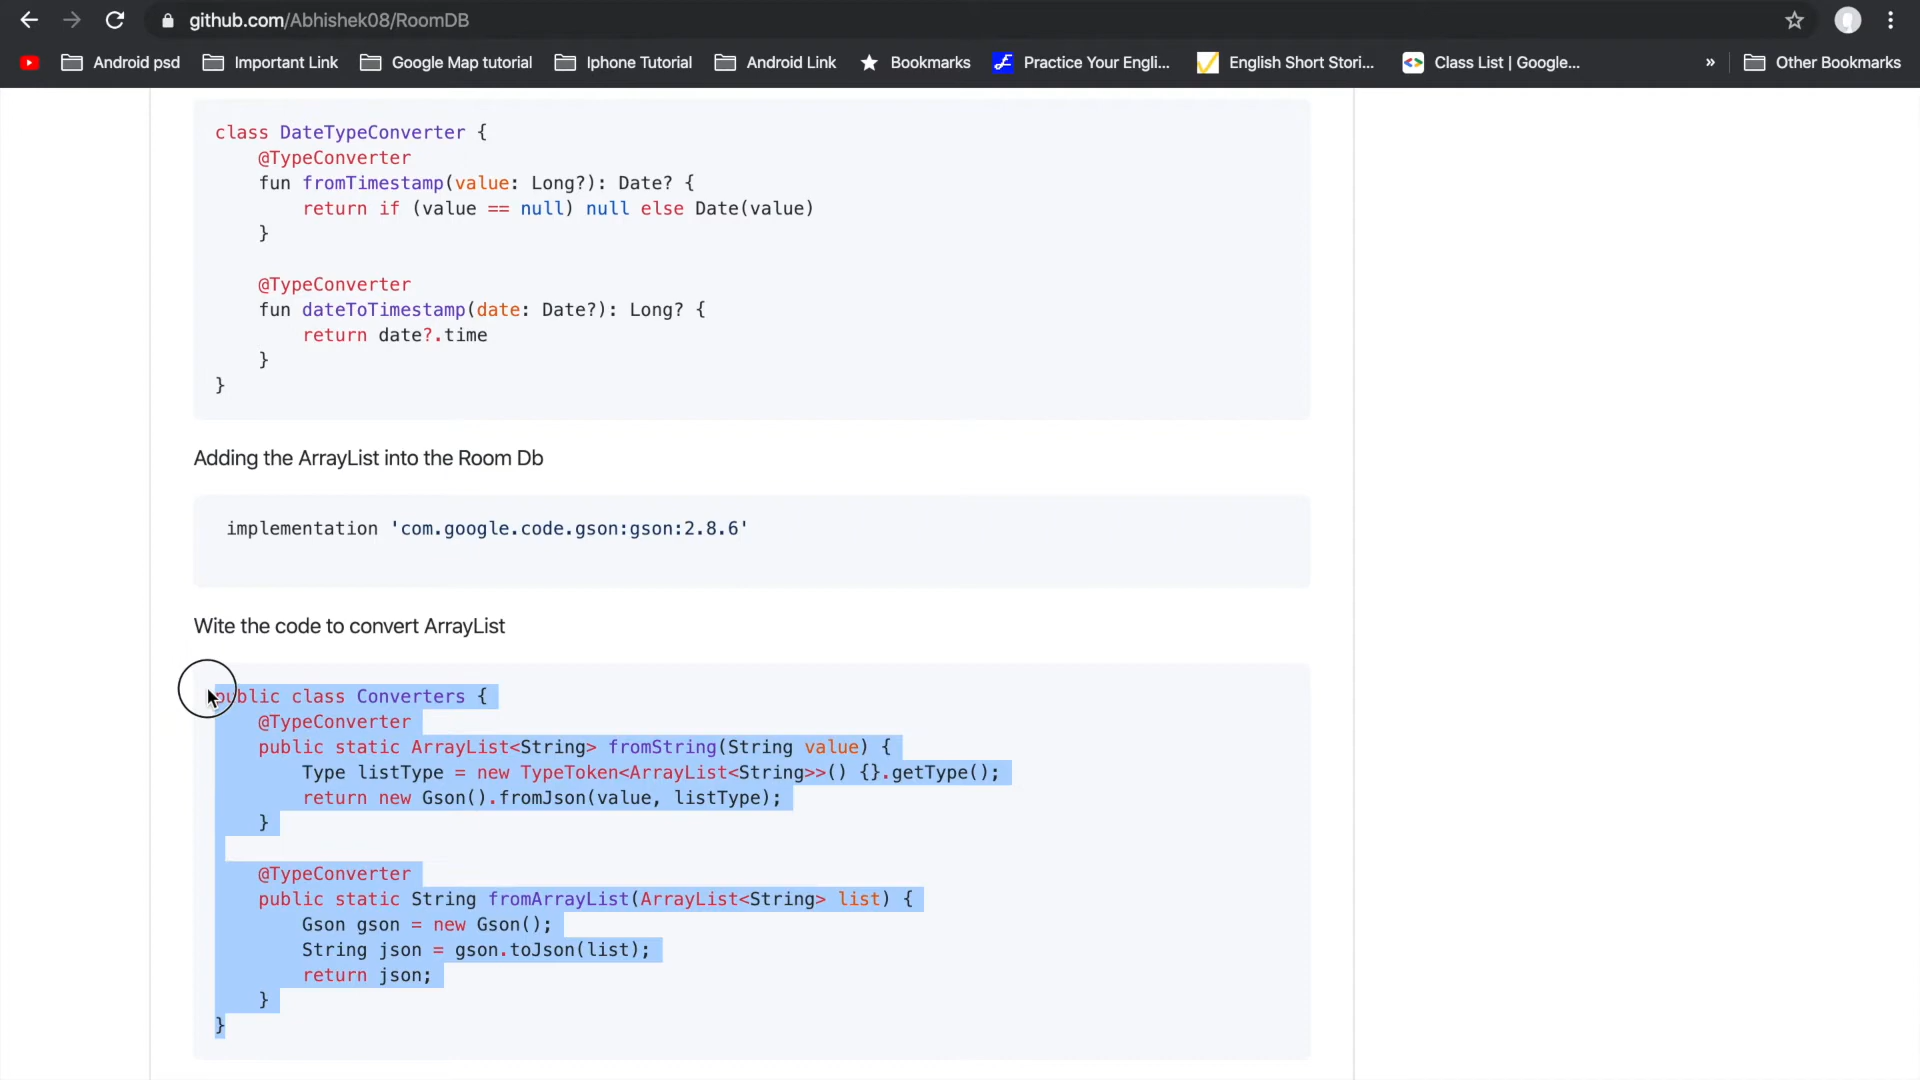 github.com/Abhishek08/RoomDB
Android psd
Important Link
Google Map tutorial
Iphone Tutorial
Android Link
Bookmarks
Practice Your Engli...
English Short Stori...
Class List | Google...
»
Other Bookmarks
class DateTypeConverter {
@TypeConverter
fun fromTimestamp(value: Long?): Date? {
return if (value == null) null else Date(value)
}
@TypeConverter
fun dateToTimestamp(date: Date?): Long? {
return date?.time
}
}
Adding the ArrayList into the Room Db
implementation 'com.google.code.gson:gson:2.8.6'
Wite the code to convert ArrayList
public class Converters {
@TypeConverter
public static ArrayList<String> fromString(String value) {
Type listType = new TypeToken<ArrayList<String>>() {}.getType();
return new Gson().fromJson(value, listType);
}
@TypeConverter
public static String fromArrayList(ArrayList<String> list) {
Gson gson = new Gson();
String json = gson.toJson(list);
return json;
}
}